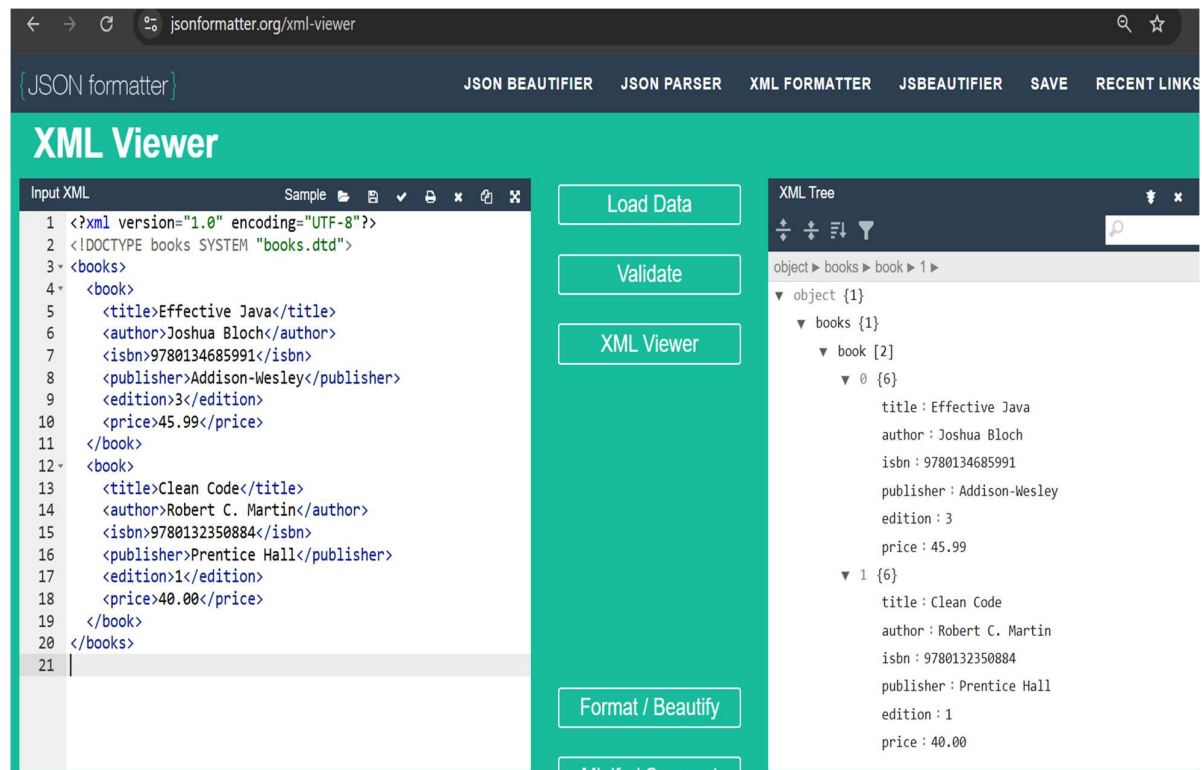 jsonformatter.org/xml-viewer
{JSON formatter}
JSON BEAUTIFIER JSON PARSER XML FORMATTER JSBEAUTIFIER SAVE RECENT LINKS
XML Viewer
Input XML
Sample
1 <?xml version="1.0" encoding="UTF-8"?>
2 <!DOCTYPE books SYSTEM "books.dtd">
3 <books>
4 <book>
5 <title>Effective Java</title>
6 <author>Joshua Bloch</author>
7 <isbn>9780134685991</isbn>
8 <publisher>Addison-Wesley</publisher>
9 <edition>3</edition>
10 <price>45.99</price>
11 </book>
12 <book>
13 <title>Clean Code</title>
14 <author>Robert C. Martin</author>
15 <isbn>9780132350884</isbn>
16 <publisher>Prentice Hall</publisher>
17 <edition>1</edition>
18 <price>40.00</price>
19 </book>
20 </books>
21
Load Data
Validate
XML Viewer
Format / Beautify
XML Tree
object ▶ books ▶ book ▶ 1 ▶
object {1}
books {1}
book [2]
0 {6}
title : Effective Java
author : Joshua Bloch
isbn : 9780134685991
publisher : Addison-Wesley
edition : 3
price : 45.99
1 {6}
title : Clean Code
author : Robert C. Martin
isbn : 9780132350884
publisher : Prentice Hall
edition : 1
price : 40.00